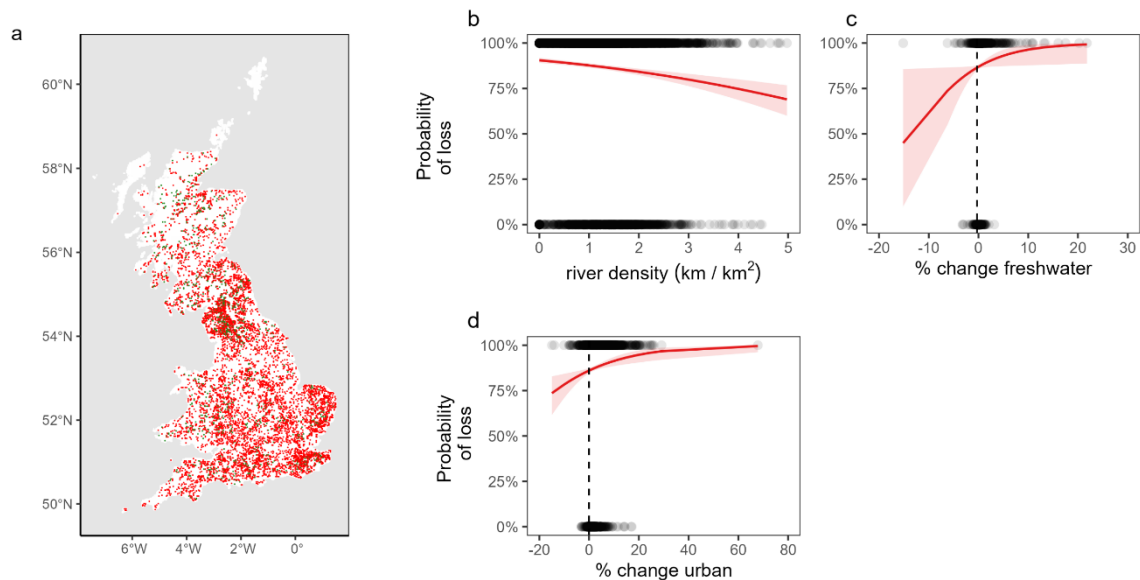 a
60°N
58°N
56°N
54°N
52°N
50°N
6°W
4°W
2°W
0°
b
Probability
of loss
100%
75%
50%
25%
0%
0
1
2
3
4
5
river density (km / km²)
c
100%
75%
50%
25%
0%
-20
-10
0
10
20
30
% change freshwater
d
Probability
of loss
100%
75%
50%
25%
0%
-20
0
20
40
60
80
% change urban